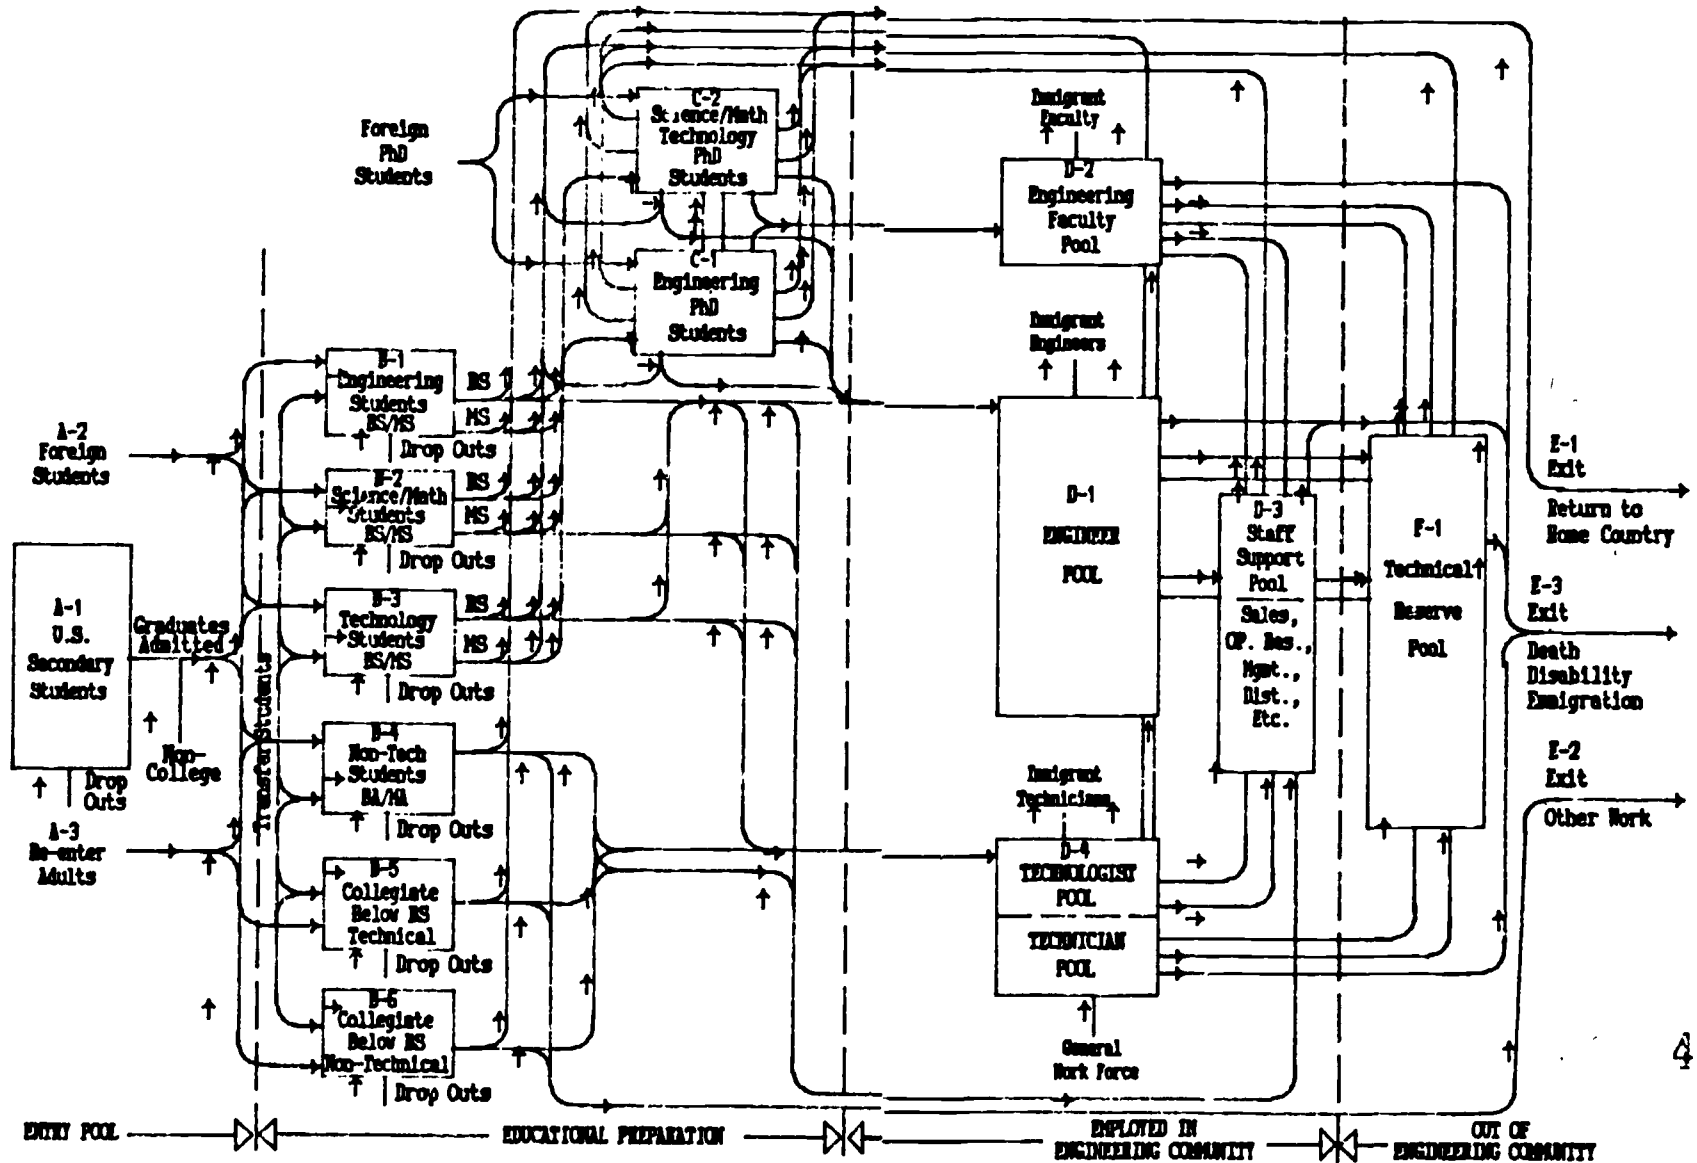 C-2
Science/Math
Technology
PhD
Students
Foreign
PhD
Students
Immigrant
Faculty
D-2
Engineering
Faculty
Pool
C-1
Engineering
PhD
Students
Immigrant
Engineers
B-1
Engineering
Students
BS/MS
BS
MS
Drop Outs
A-2
Foreign
Students
B-2
Science/Math
Students
BS/MS
BS
MS
Drop Outs
A-1
U.S.
Secondary
Students
Graduates
Admitted
Non-
College
Drop
Outs
Transfer Students
B-3
Technology
Students
BS/MS
BS
MS
Drop Outs
B-4
Non-Tech
Students
BA/MA
Drop Outs
A-3
Re-enter
Adults
B-5
Collegiate
Below BS
Technical
Drop Outs
B-6
Collegiate
Below BS
Non-Technical
Drop Outs
D-1
ENGINEER
POOL
D-3
Staff
Support
Pool
Sales,
OP. Res.,
Mgmt.,
Dist.,
Etc.
F-1
Technical
Reserve
Pool
E-1
Exit
Return to
Home Country
E-3
Exit
Death
Disability
Emmigration
E-2
Exit
Other Work
Immigrant
Technicians
D-4
TECHNOLOGIST
POOL
TECHNICIAN
POOL
General
Work Force
4
ENTRY POOL
EDUCATIONAL PREPARATION
EMPLOYED IN
ENGINEERING COMMUNITY
OUT OF
ENGINEERING COMMUNITY